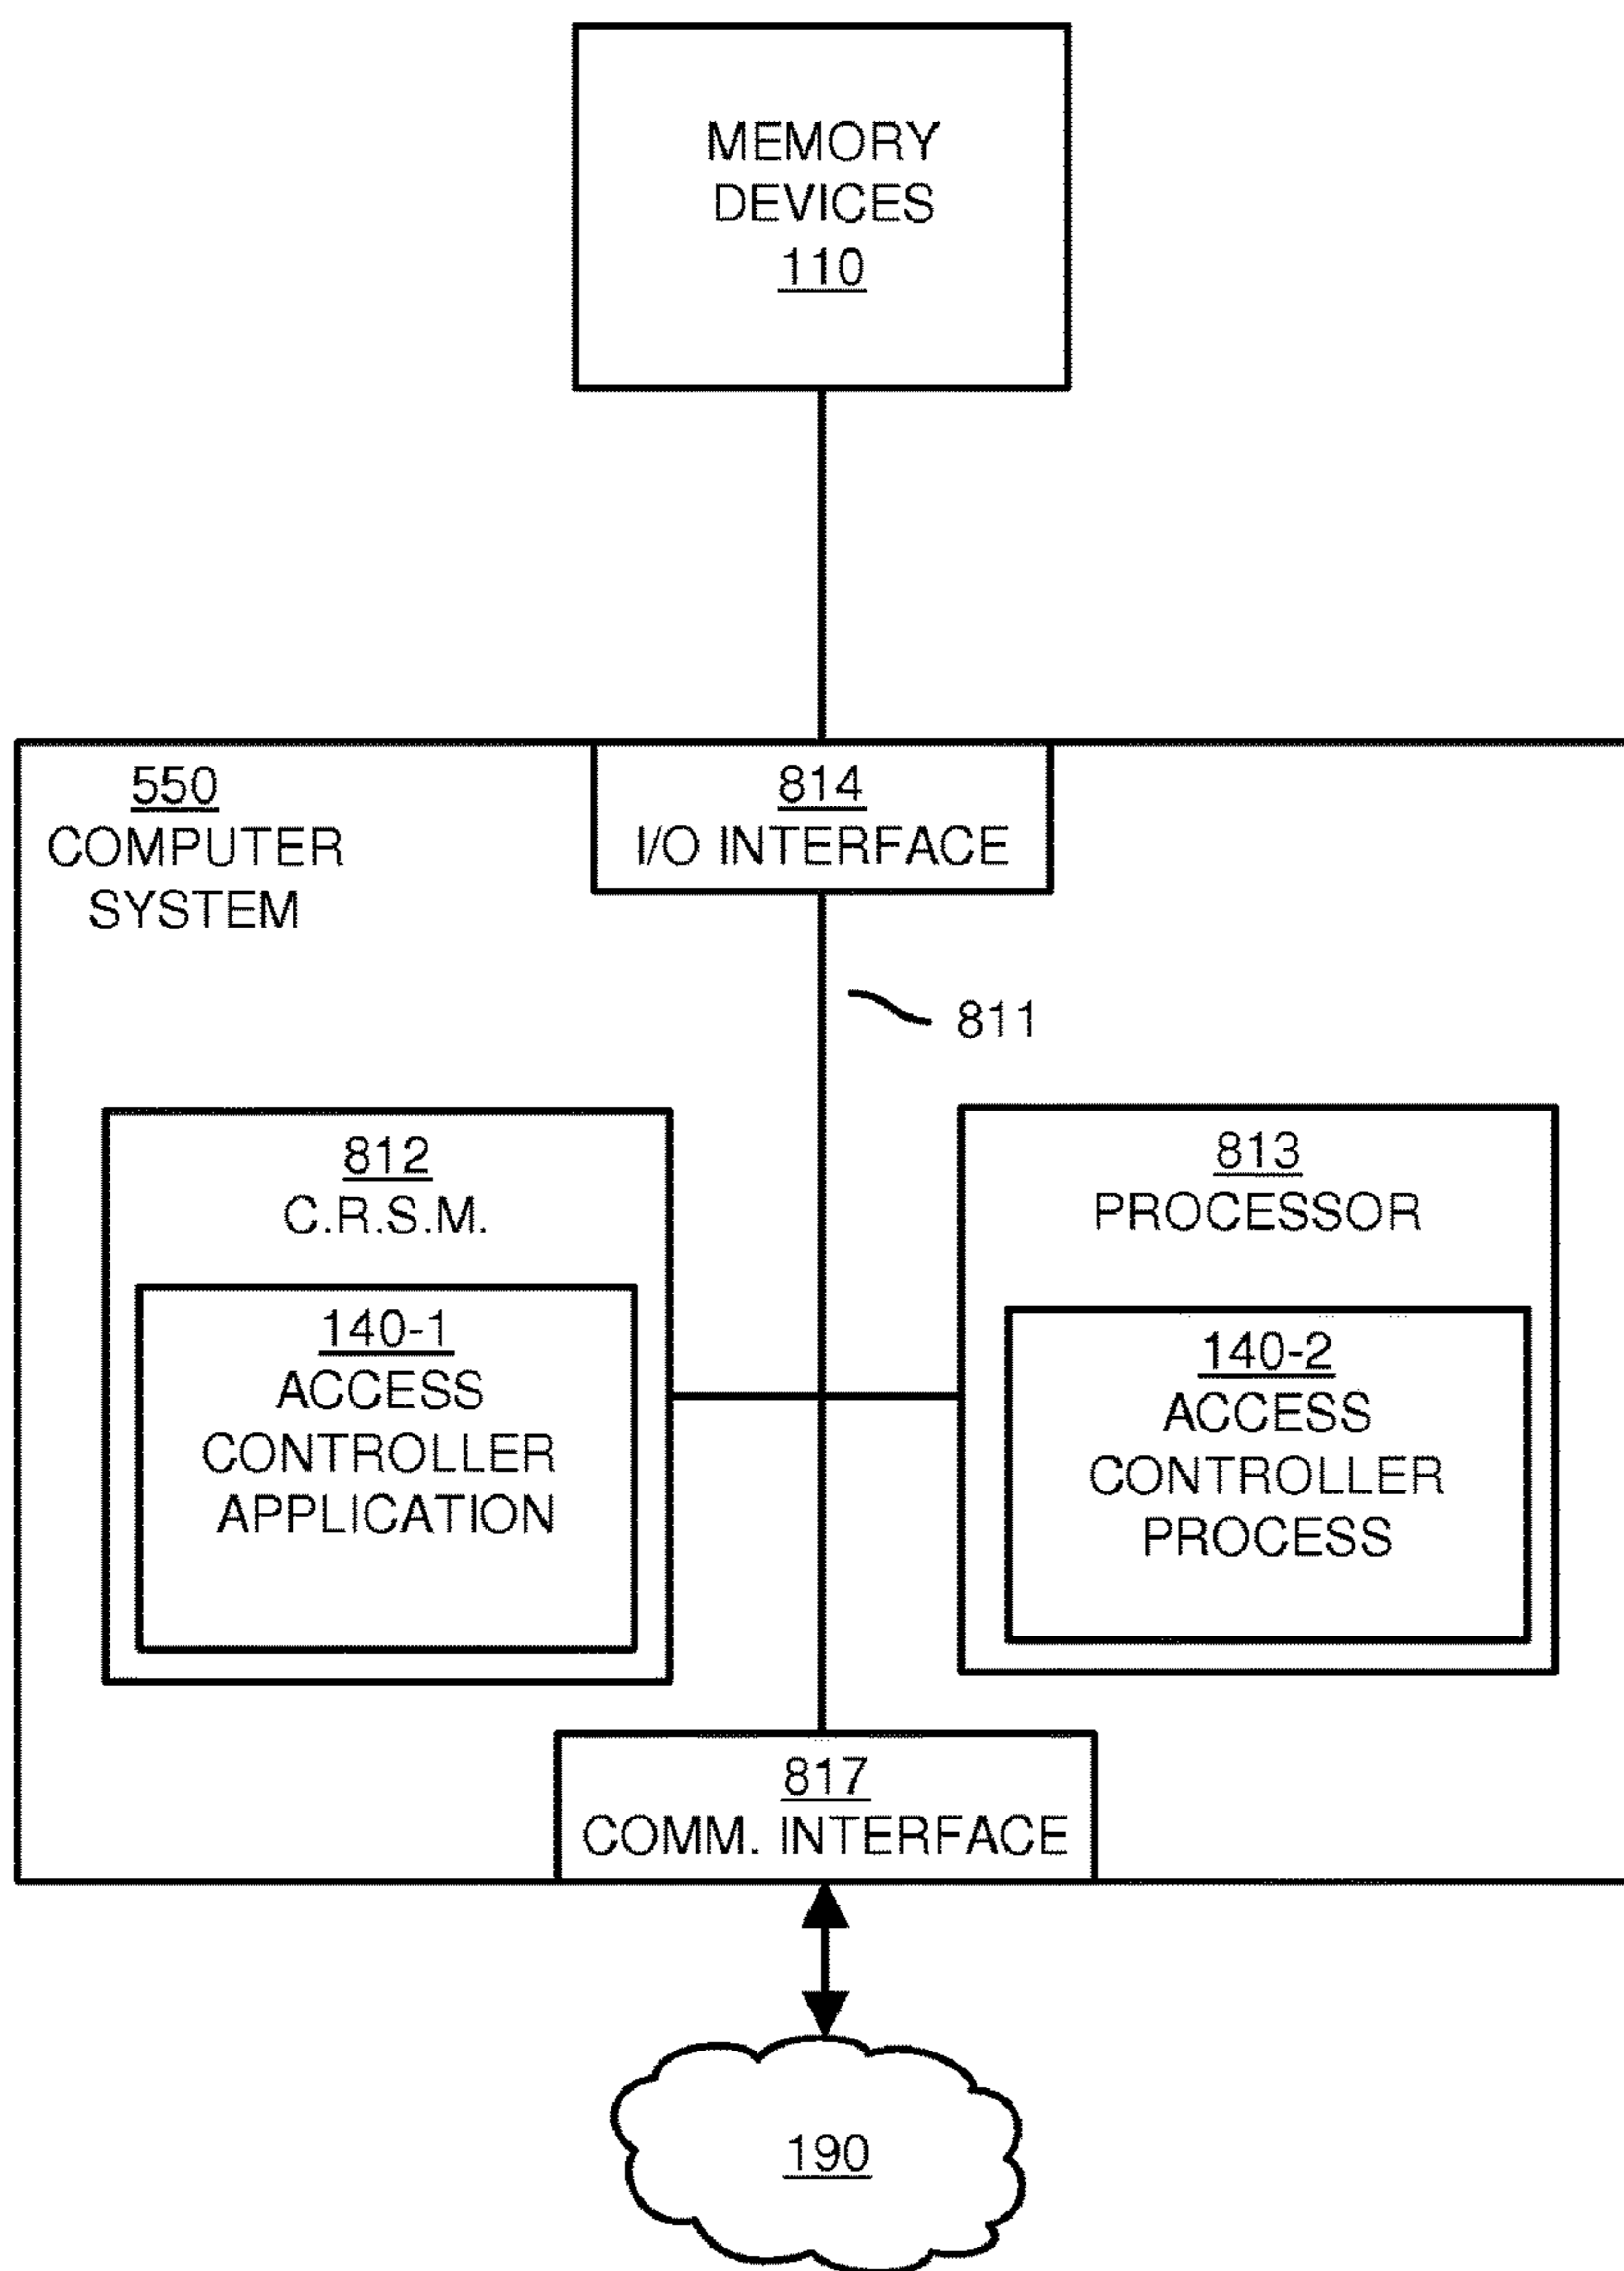 MEMORY
DEVICES
110
550
COMPUTER
SYSTEM
814
I/O INTERFACE
811
812
C.R.S.M.
140-1
ACCESS
CONTROLLER
APPLICATION
813
PROCESSOR
140-2
ACCESS
CONTROLLER
PROCESS
817
COMM. INTERFACE
190